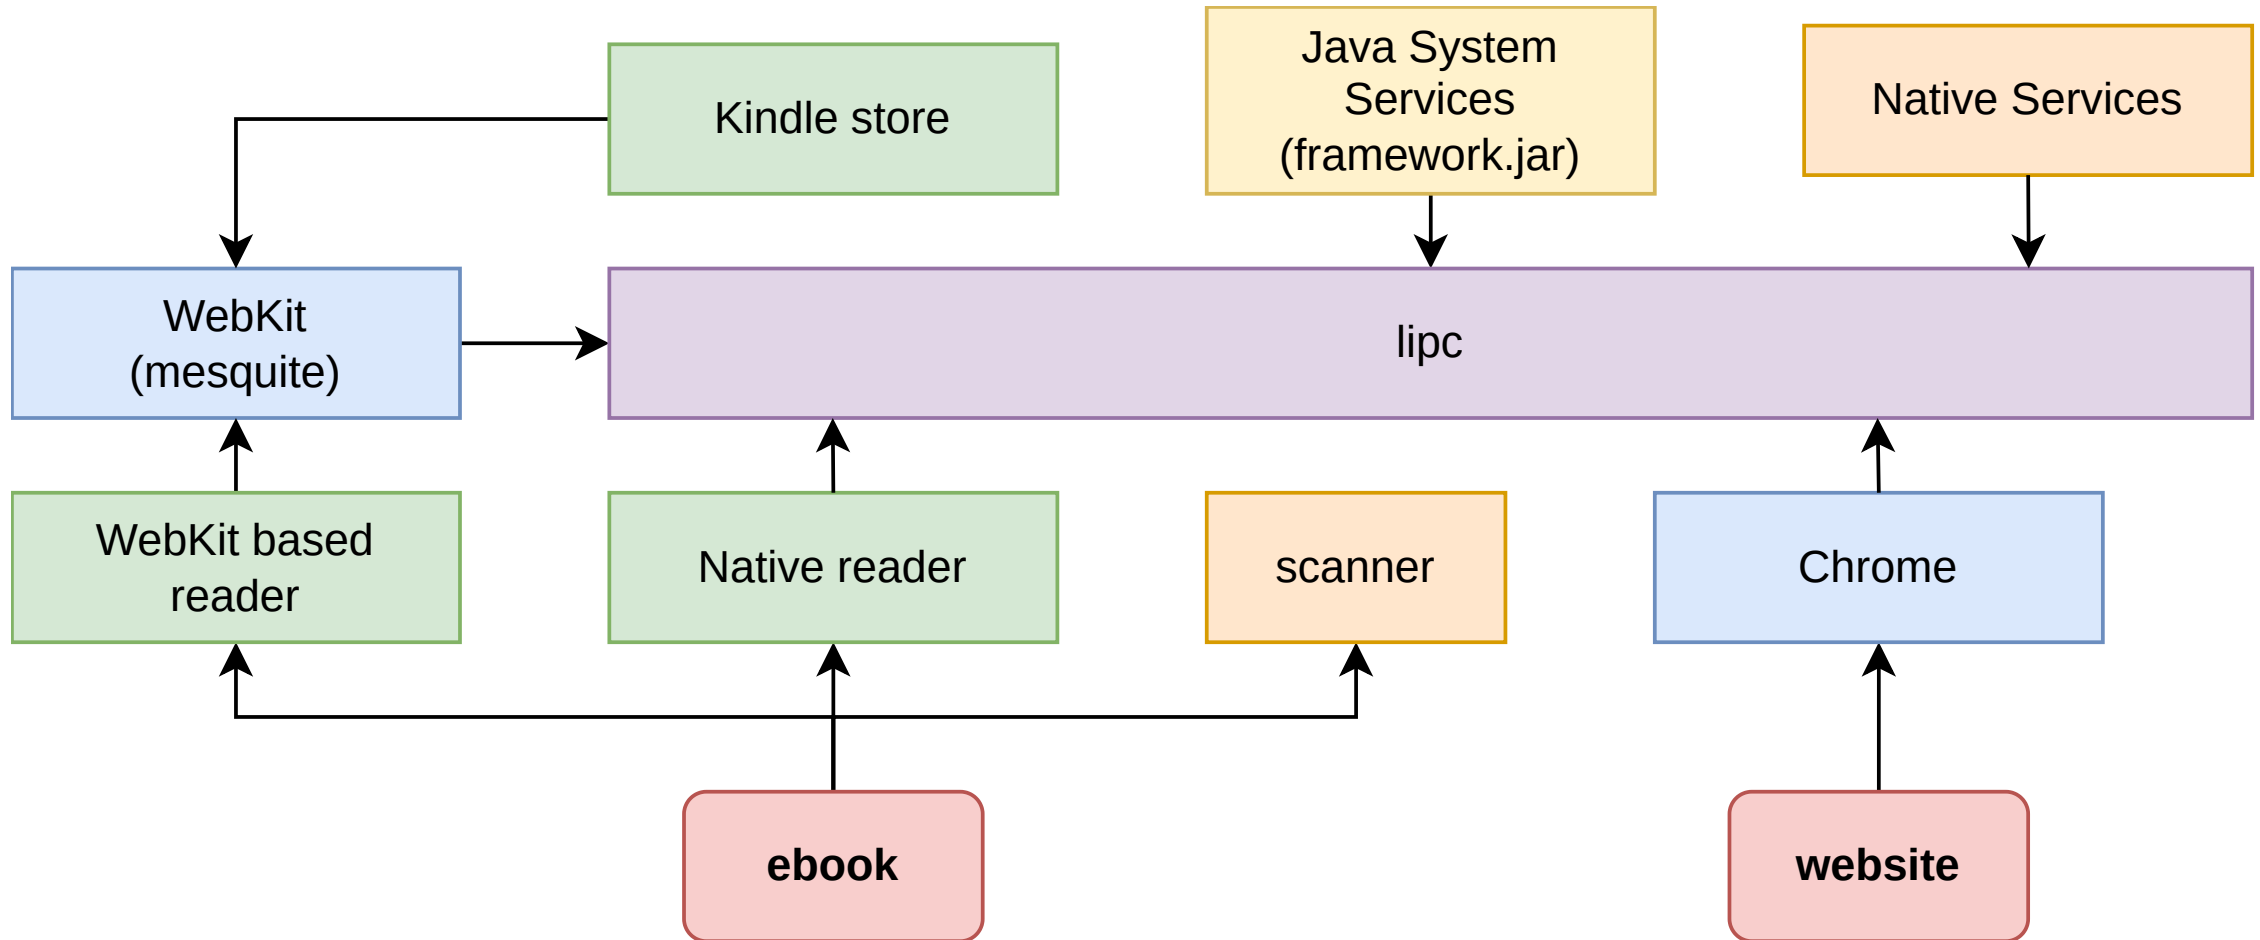 Kindle store
Java System
Services
(framework.jar)
Native Services
WebKit
(mesquite)
lipc
WebKit based
reader
Native reader
scanner
Chrome
ebook
website